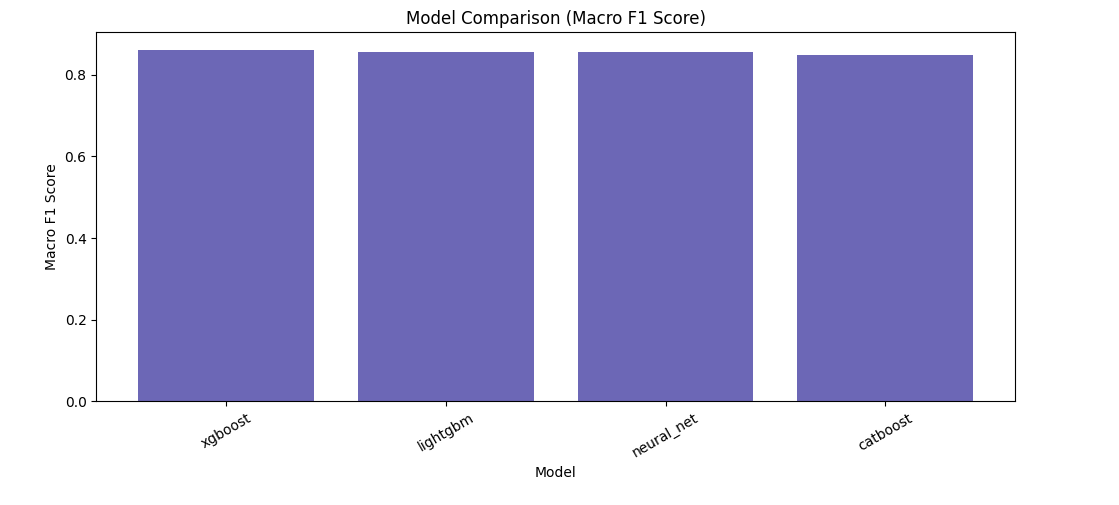 Model Comparison (Macro F1 Score)
Macro F1 Score
0.8
0.6
0.4
0.2
0.0
xgboost
lightgbm
neural_net
catboost
Model